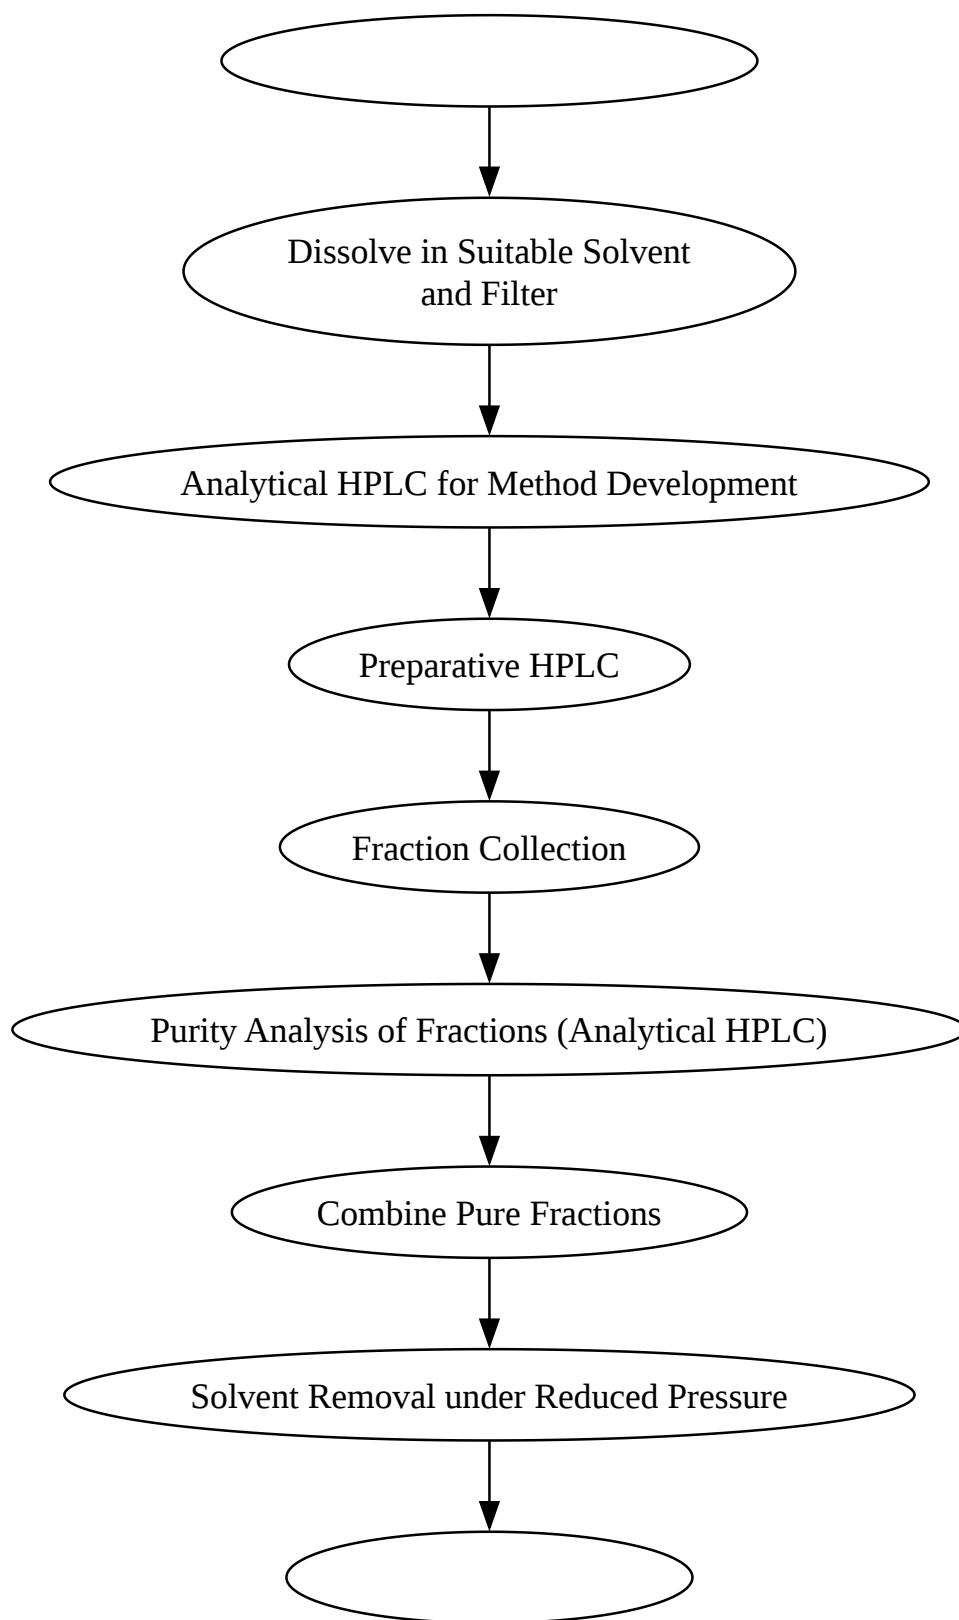 Dissolve in Suitable Solvent
and Filter
Analytical HPLC for Method Development
Preparative HPLC
Fraction Collection
Purity Analysis of Fractions (Analytical HPLC)
Combine Pure Fractions
Solvent Removal under Reduced Pressure